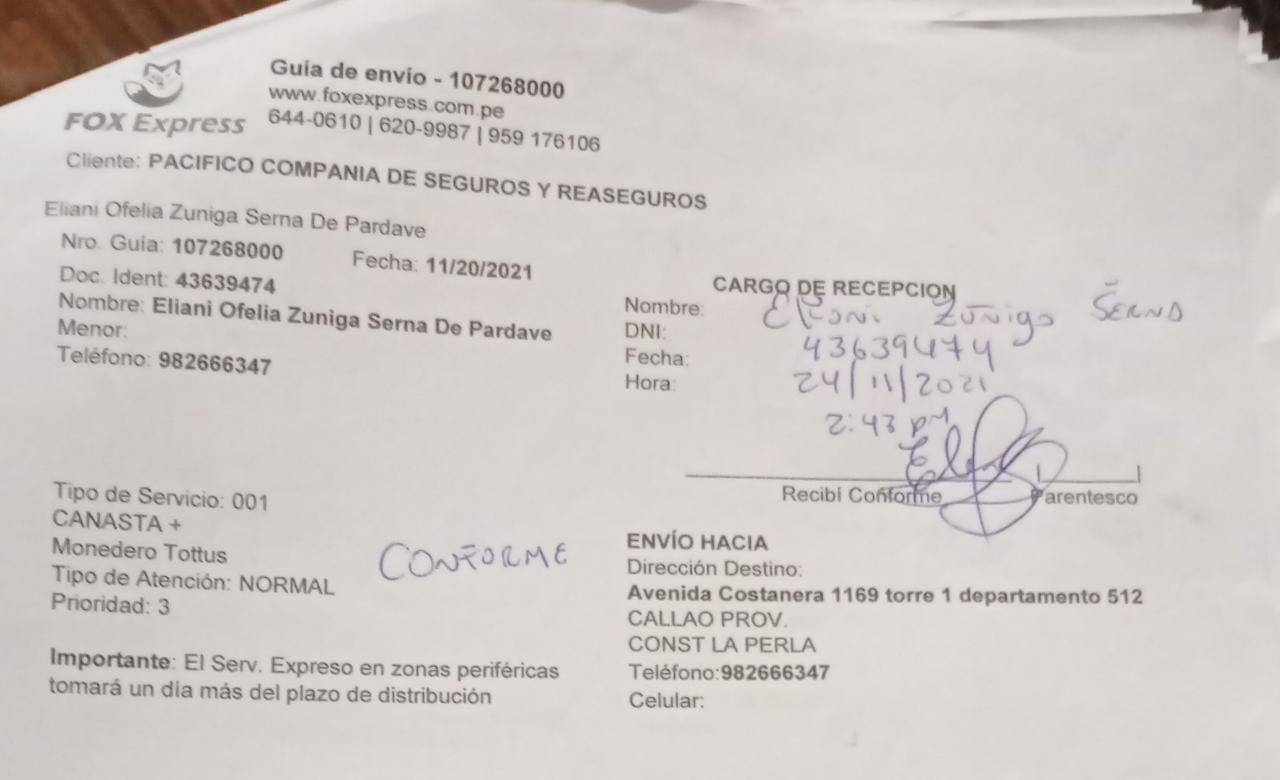 FOX Express
Guía de envío - 107268000
www.foxexpress.com.pe
644-0610 | 620-9987 | 959 176106
Cliente: PACIFICO COMPANIA DE SEGUROS Y REASEGUROS
Eliani Ofelia Zuniga Serna De Pardave
Nro. Guía: 107268000 Fecha: 11/20/2021
Doc. Ident: 43639474
Nombre: Eliani Ofelia Zuniga Serna De Pardave
Menor:
Teléfono: 982666347
CARGO DE RECEPCION
Nombre: Eliani Zuñiga Serna
DNI: 43639474
Fecha: 24/11/2021
Hora: 2:43 pm
Recibí Conforme Parentesco
Tipo de Servicio: 001
CANASTA +
Monedero Tottus
Tipo de Atención: NORMAL
Prioridad: 3
CONFORME
Importante: El Serv. Expreso en zonas periféricas
tomará un día más del plazo de distribución
ENVÍO HACIA
Dirección Destino:
Avenida Costanera 1169 torre 1 departamento 512
CALLAO PROV.
CONST LA PERLA
Teléfono:982666347
Celular: